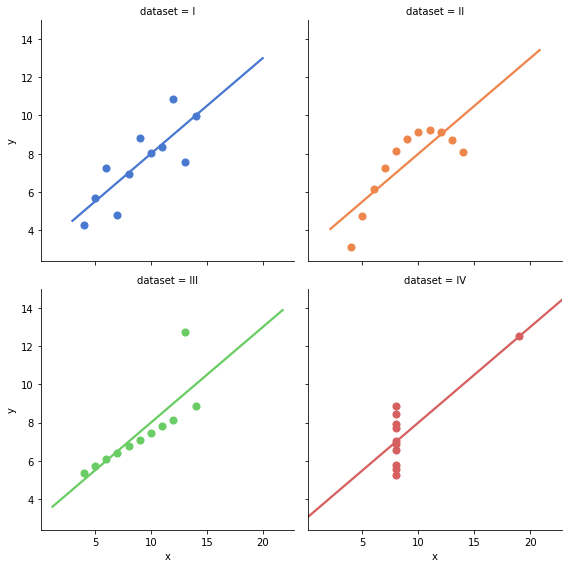 dataset = I
dataset = II
14
12
10
8
6
4
y
dataset = III
dataset = IV
14
12
10
8
6
4
y
5 10 15 20
5 10 15 20
x
x